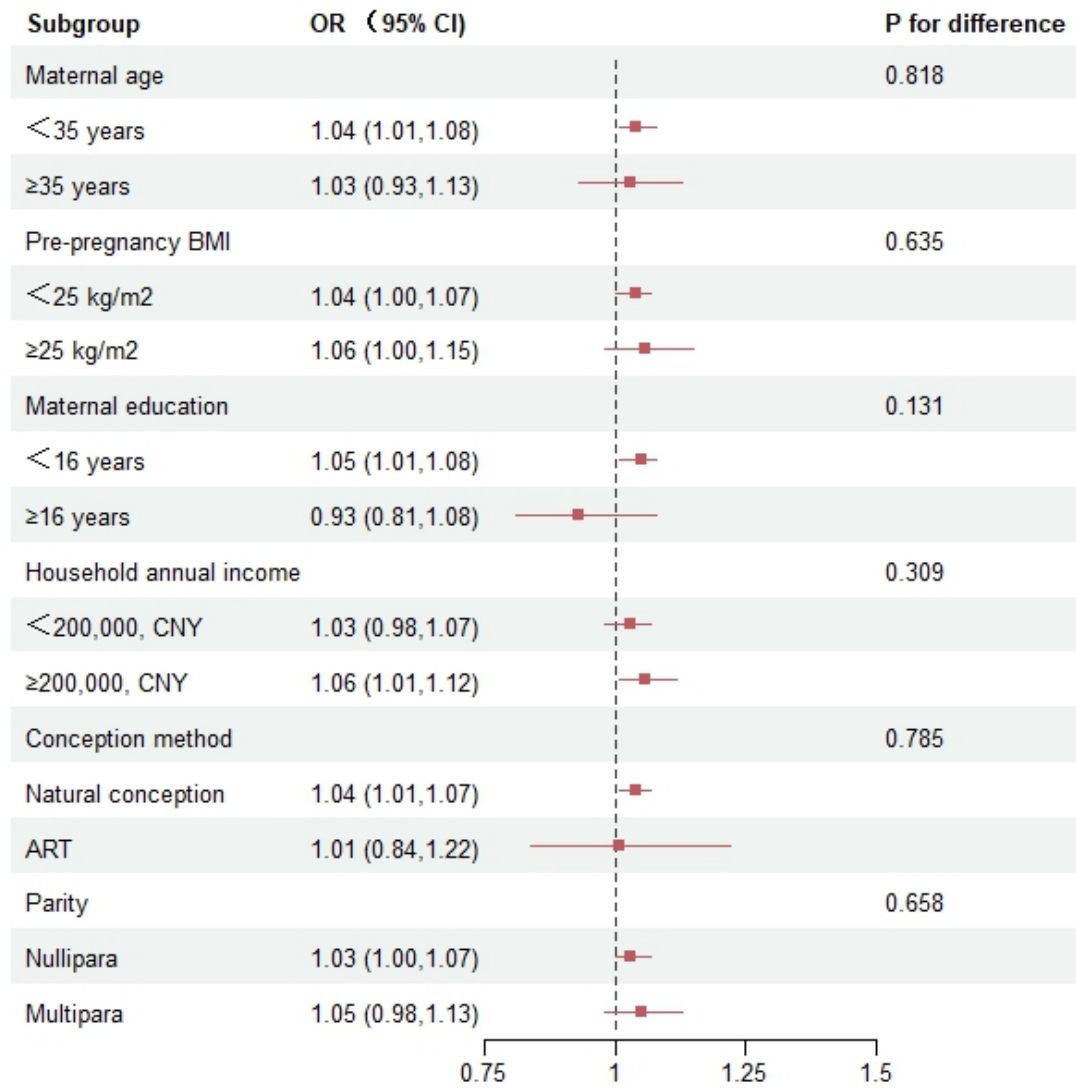 Subgroup OR （95% CI) P for difference
Maternal age 0.818
＜35 years 1.04 (1.01,1.08)
≥35 years 1.03 (0.93,1.13)
Pre-pregnancy BMI 0.635
＜25 kg/m2 1.04 (1.00,1.07)
≥25 kg/m2 1.06 (1.00,1.15)
Maternal education 0.131
＜16 years 1.05 (1.01,1.08)
≥16 years 0.93 (0.81,1.08)
Household annual income 0.309
＜200,000, CNY 1.03 (0.98,1.07)
≥200,000, CNY 1.06 (1.01,1.12)
Conception method 0.785
Natural conception 1.04 (1.01,1.07)
ART 1.01 (0.84,1.22)
Parity 0.658
Nullipara 1.03 (1.00,1.07)
Multipara 1.05 (0.98,1.13)
0.75 1 1.25 1.5